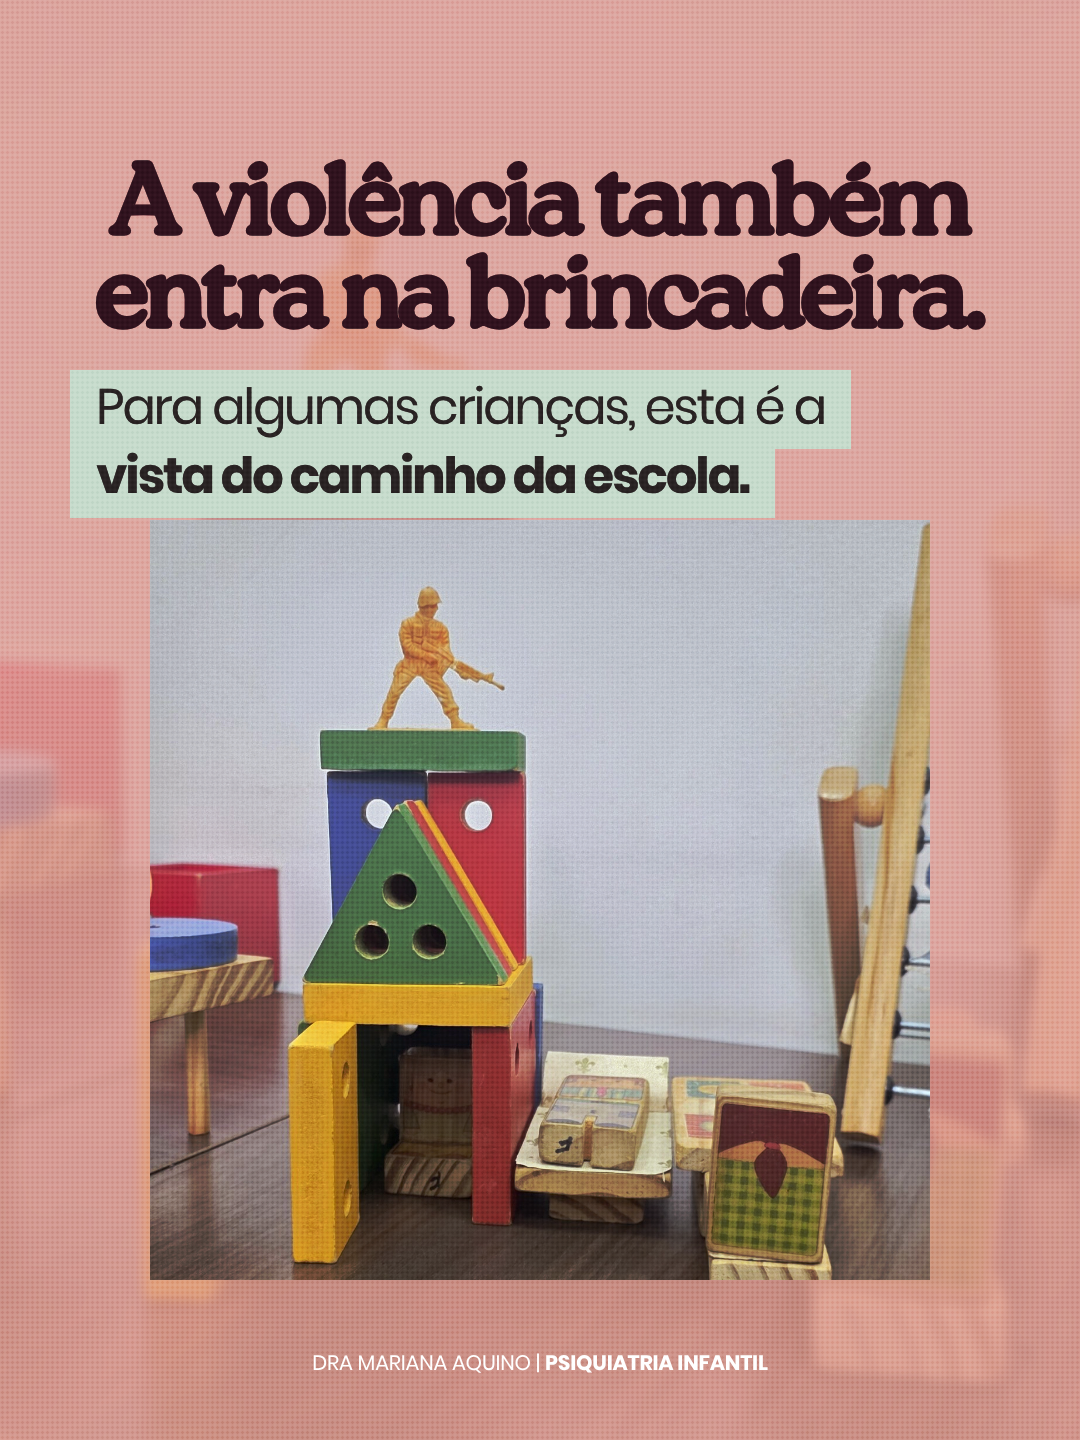 A violência também
entra na brincadeira.
Para algumas crianças, esta é a
vista do caminho da escola.
DRA MARIANA AQUINO | PSIQUIATRIA INFANTIL